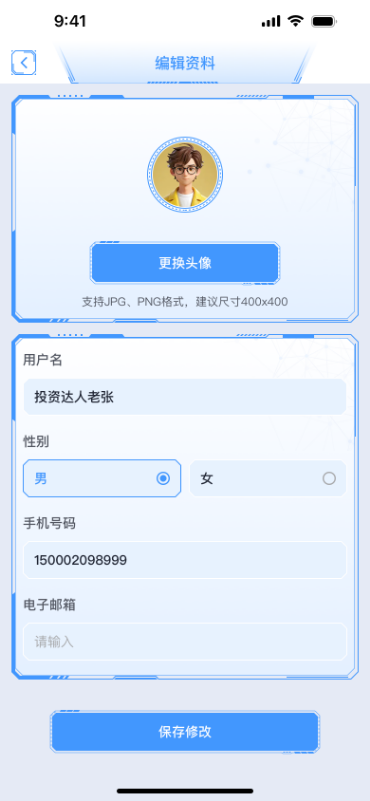 9:41
编辑资料
更换头像
支持JPG、PNG格式，建议尺寸400x400
用户名
投资达人老张
性别
男
女
手机号码
150002098999
电子邮箱
请输入
保存修改